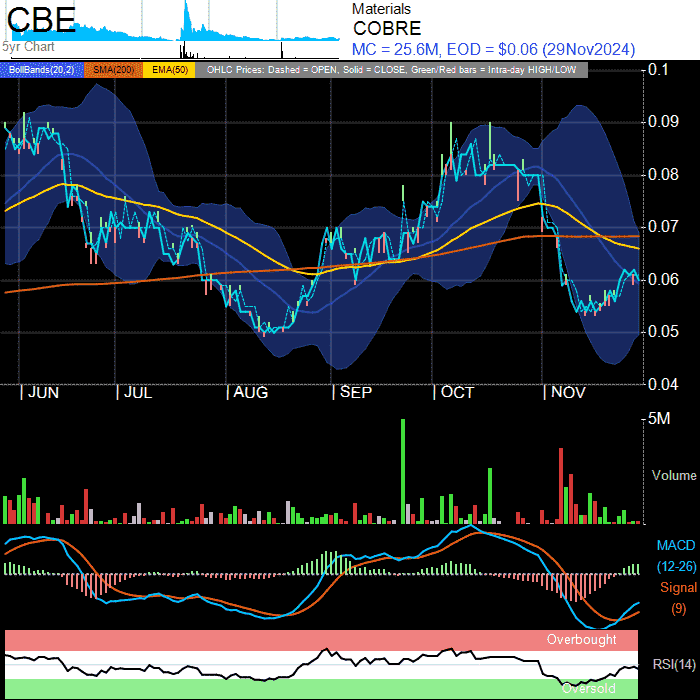 CBE
5yr Chart
Materials
COBRE
MC = 25.6M, EOD = $0.06 (29Nov2024)
BollBands(20,2) SMA(200) EMA(50) OHLC Prices: Dashed = OPEN, Solid = CLOSE, Green/Red bars = Intra-day HIGH/LOW
0.1
0.09
0.08
0.07
0.06
0.05
0.04
| JUN | JUL | AUG | SEP | OCT | NOV
5M
Volume
MACD
(12-26)
Signal
(9)
Overbought
RSI(14)
Oversold